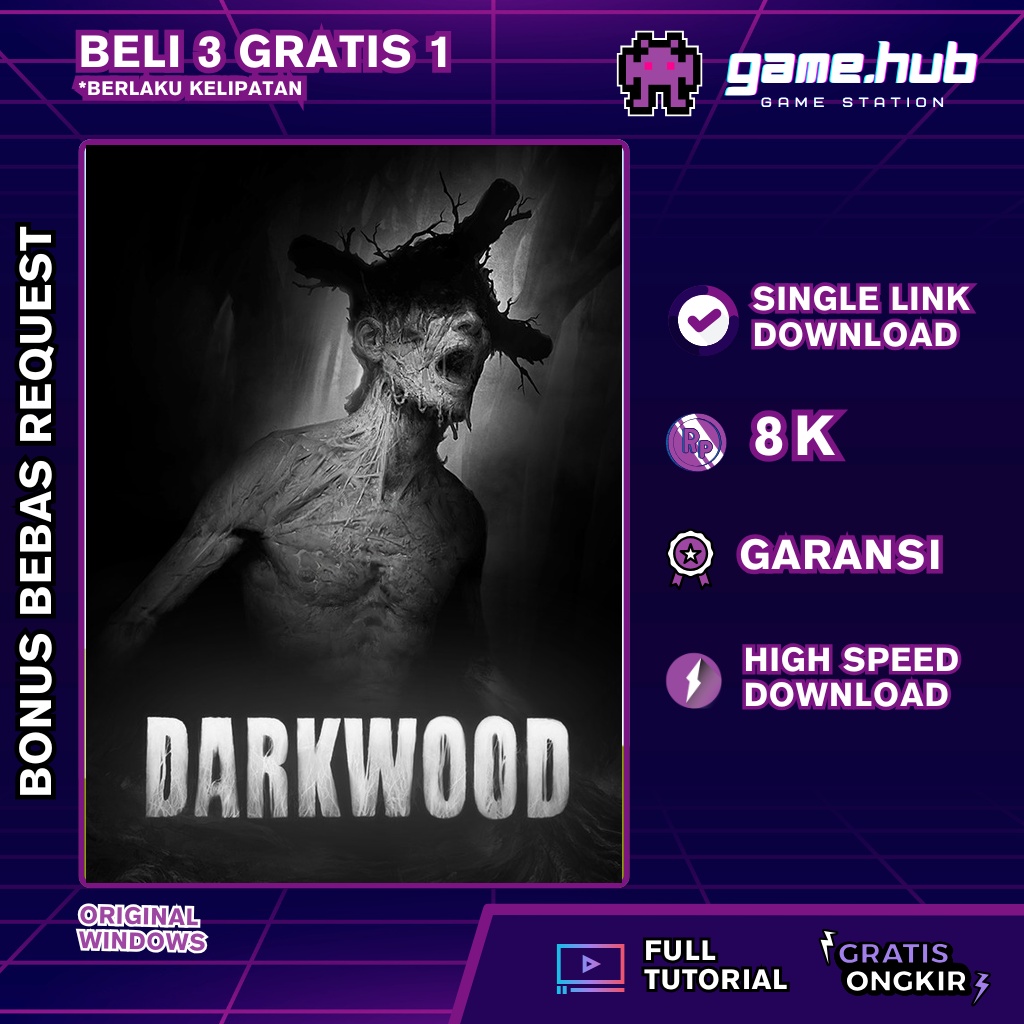 BELI 3 GRATIS 1
*BERLAKU KELIPATAN
game.hub
GAME STATION
BONUS BEBAS REQUEST
DARKWOOD
SINGLE LINK
DOWNLOAD
Rp
8K
GARANSI
HIGH SPEED
DOWNLOAD
ORIGINAL
WINDOWS
FULL
TUTORIAL
GRATIS
ONGKIR